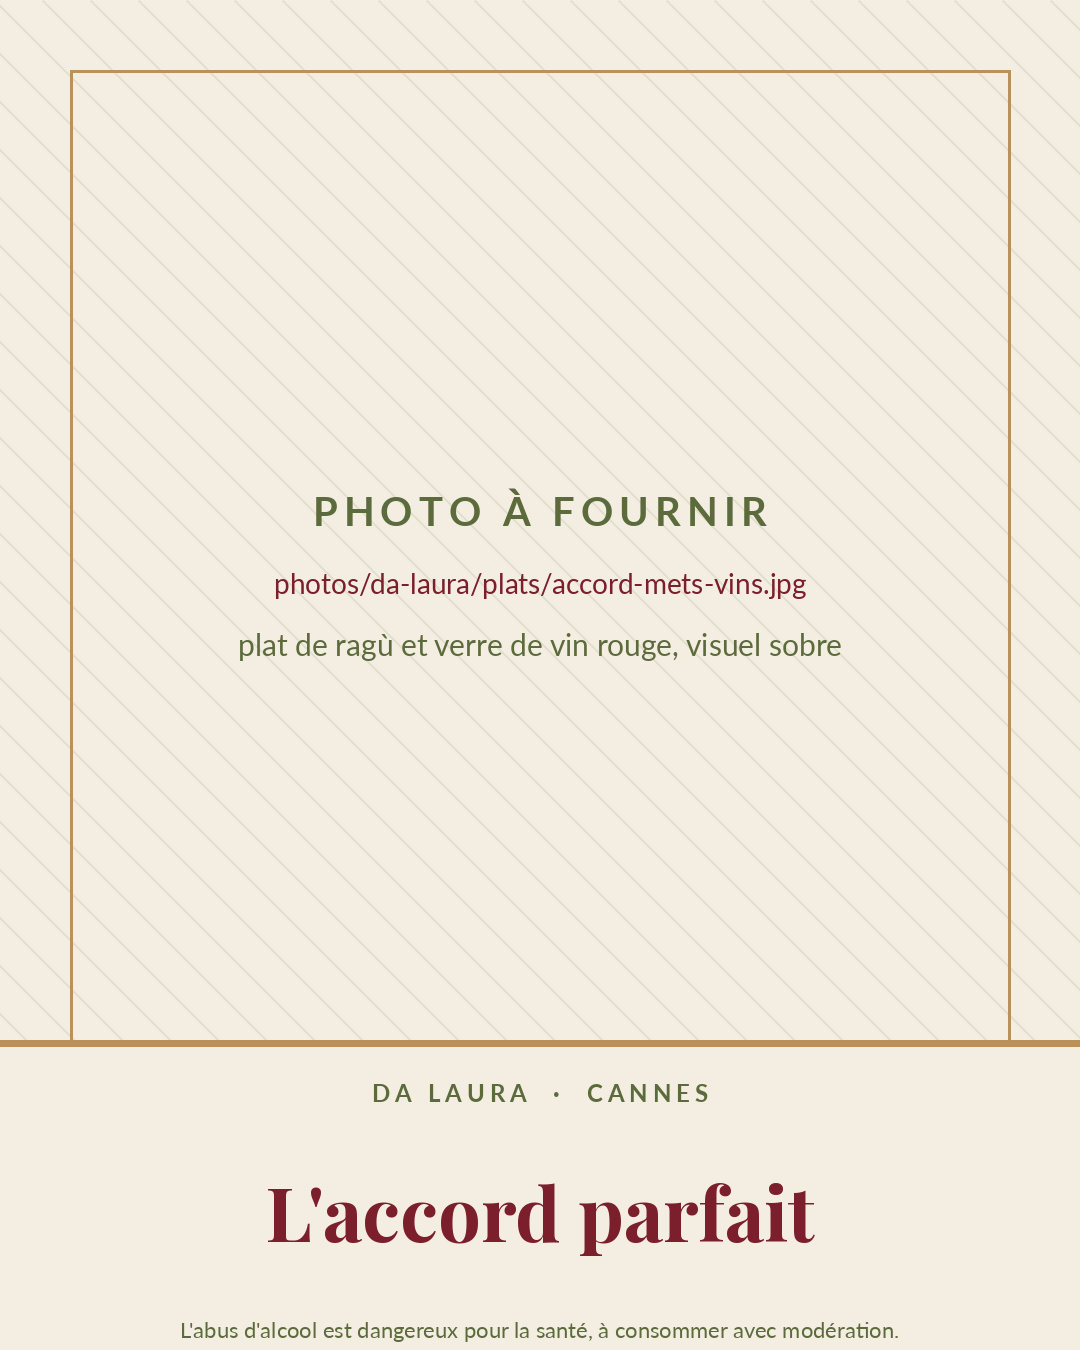 PHOTO À FOURNIR
photos/da-laura/plats/accord-mets-vins.jpg
plat de ragù et verre de vin rouge, visuel sobre
DA LAURA · CANNES
L'accord parfait
L'abus d'alcool est dangereux pour la santé, à consommer avec modération.